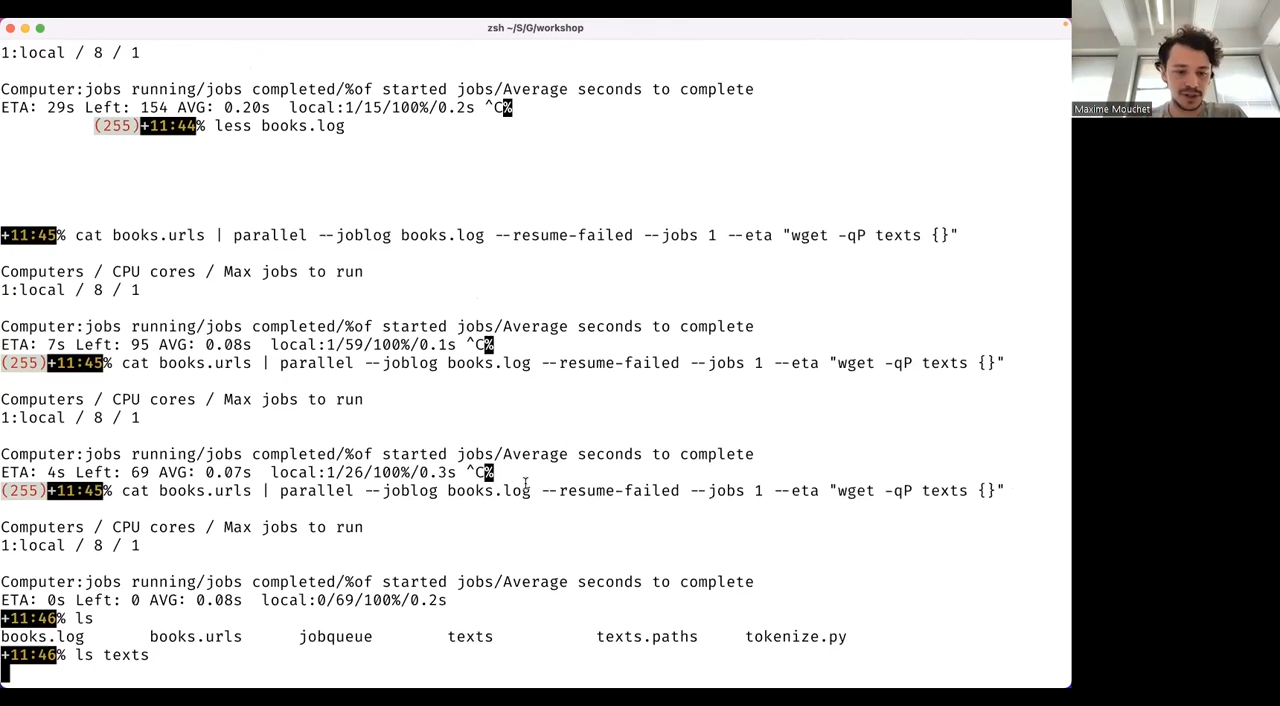 zsh ~/S/G/workshop
1:local / 8 / 1
Computer:jobs running/jobs completed/%of started jobs/Average seconds to complete
ETA: 29s Left: 154 AVG: 0.20s  local:1/15/100%/0.2s ^C%
(255)+11:44% less books.log
+11:45% cat books.urls | parallel --joblog books.log --resume-failed --jobs 1 --eta "wget -qP texts {}"
Computers / CPU cores / Max jobs to run
1:local / 8 / 1
Computer:jobs running/jobs completed/%of started jobs/Average seconds to complete
ETA: 7s Left: 95 AVG: 0.08s  local:1/59/100%/0.1s ^C%
(255)+11:45% cat books.urls | parallel --joblog books.log --resume-failed --jobs 1 --eta "wget -qP texts {}"
Computers / CPU cores / Max jobs to run
1:local / 8 / 1
Computer:jobs running/jobs completed/%of started jobs/Average seconds to complete
ETA: 4s Left: 69 AVG: 0.07s  local:1/26/100%/0.3s ^C%
(255)+11:45% cat books.urls | parallel --joblog books.log --resume-failed --jobs 1 --eta "wget -qP texts {}"
Computers / CPU cores / Max jobs to run
1:local / 8 / 1
Computer:jobs running/jobs completed/%of started jobs/Average seconds to complete
ETA: 0s Left: 0 AVG: 0.08s  local:0/69/100%/0.2s
+11:46% ls
books.log books.urls jobqueue texts texts.paths tokenize.py
+11:46% ls texts
Maxime Mouchet